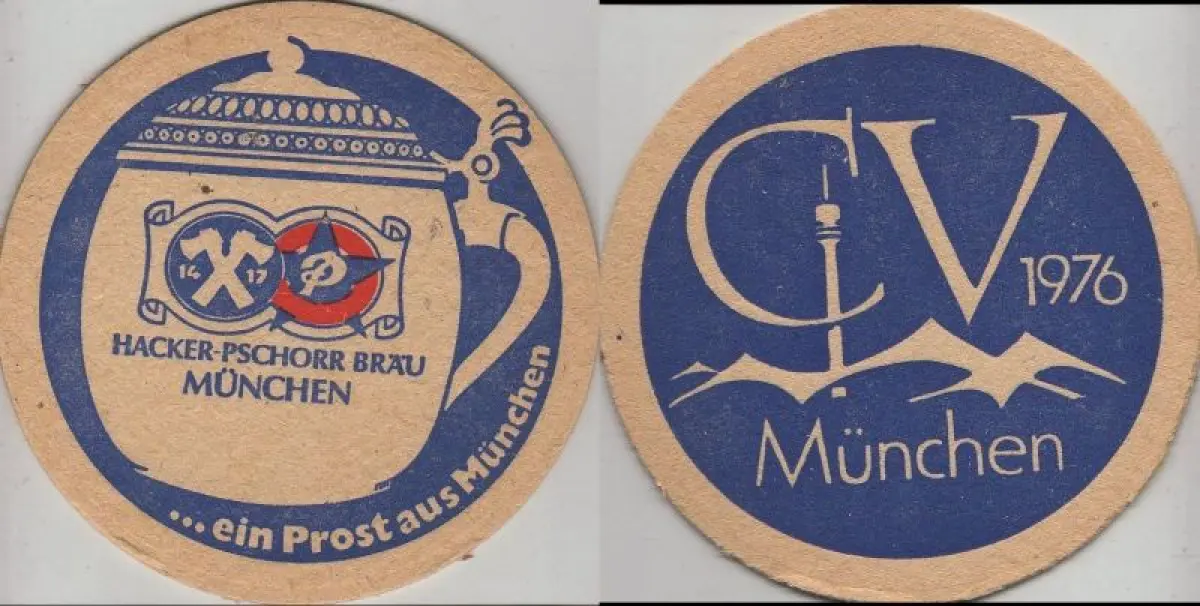 14 17
P
HACKER-PSCHORR BRÄU
MÜNCHEN
...ein Prost aus München
CV
1976
München